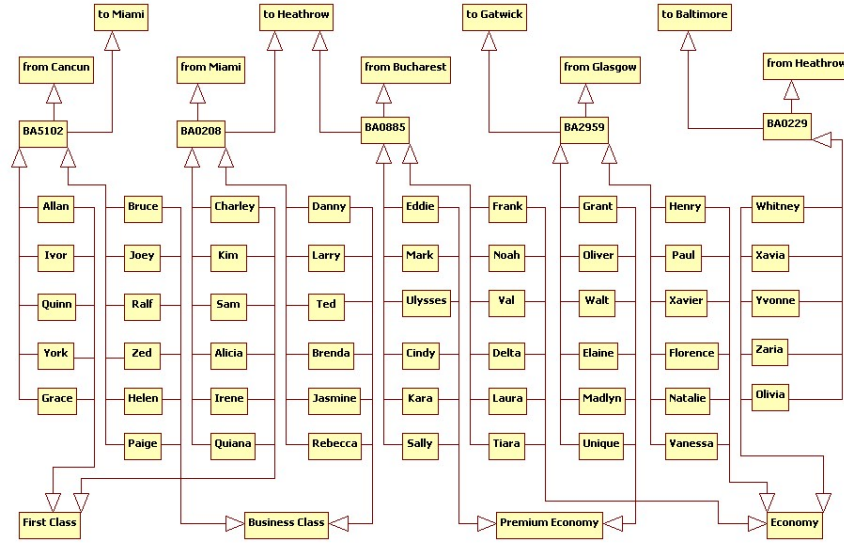 to Miami
to Heathrow
to Gatwick
to Baltimore
from Cancun
from Miami
from Bucharest
from Glasgow
from Heathrow
BA5102
BA0208
BA0885
BA2959
BA0229
Allan
Bruce
Charley
Danny
Eddie
Frank
Grant
Henry
Whitney
Ivor
Joey
Kim
Larry
Mark
Noah
Oliver
Paul
Xavia
Quinn
Ralf
Sam
Ted
Ulysses
Val
Walt
Xavier
Yvonne
York
Zed
Alicia
Brenda
Cindy
Delta
Elaine
Florence
Zaria
Grace
Helen
Irene
Jasmine
Kara
Laura
Madlyn
Natalie
Olivia
Paige
Quiana
Rebecca
Sally
Tiara
Unique
Vanessa
First Class
Business Class
Premium Economy
Economy